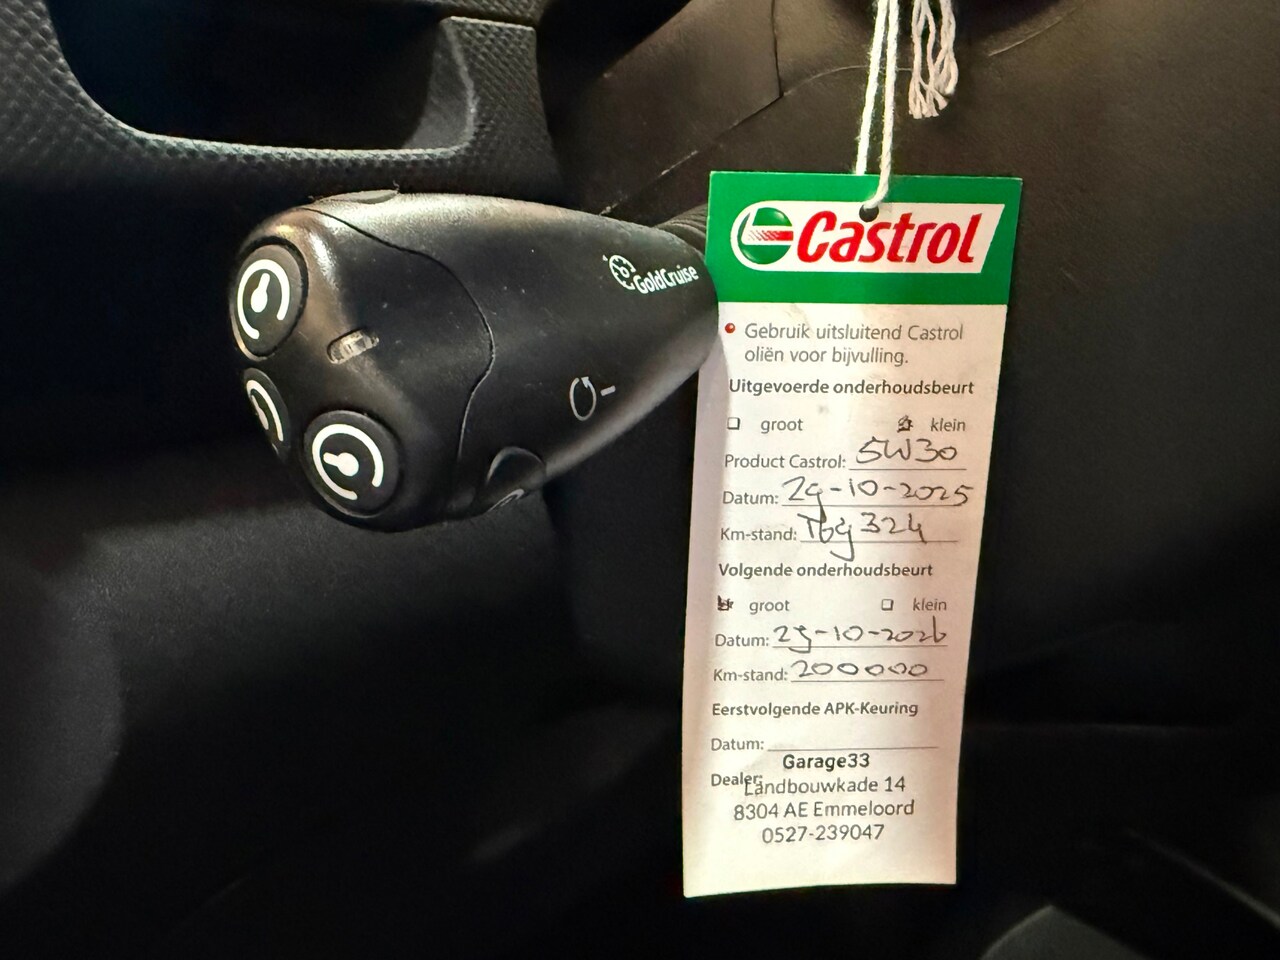 GoldCruise
Castrol
Gebruik uitsluitend Castrol
oliën voor bijvulling.
Uitgevoerde onderhoudsbeurt
groot klein
Product Castrol: 5W30
Datum: 29-10-2025
Km-stand: 169324
Volgende onderhoudsbeurt
groot klein
Datum: 29-10-2026
Km-stand: 200000
Eerstvolgende APK-Keuring
Datum:
Garage33
Dealer:
Landbouwkade 14
8304 AE Emmeloord
0527-239047